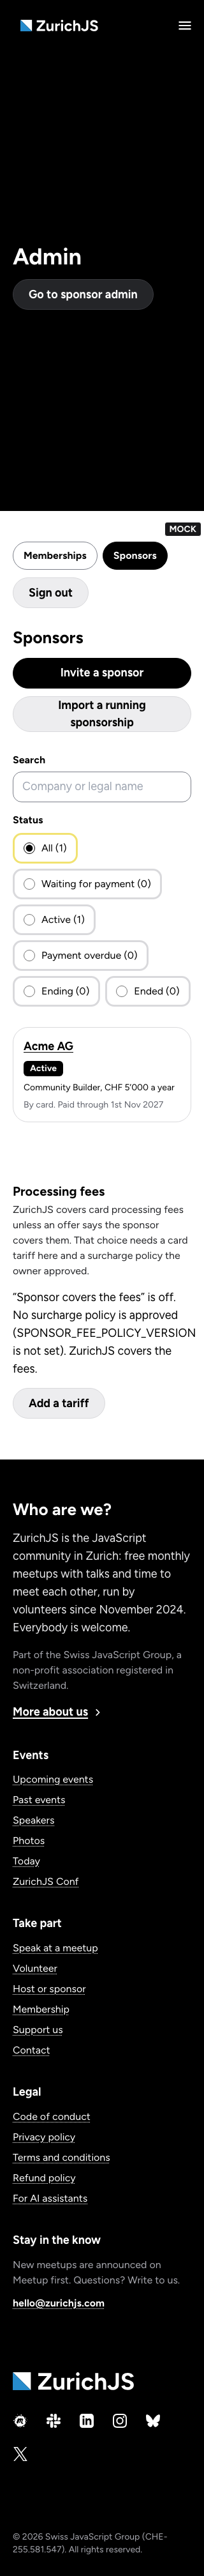 ZurichJS
Admin
Go to sponsor admin
MOCK
Memberships
Sponsors
Sign out
Sponsors
Invite a sponsor
Import a running
sponsorship
Search
Company or legal name
Status
All (1)
Waiting for payment (0)
Active (1)
Payment overdue (0)
Ending (0)
Ended (0)
Acme AG
Active
Community Builder, CHF 5'000 a year
By card. Paid through 1st Nov 2027
Processing fees
ZurichJS covers card processing fees
unless an offer says the sponsor
covers them. That choice needs a card
tariff here and a surcharge policy the
owner approved.
"Sponsor covers the fees" is off.
No surcharge policy is approved
(SPONSOR_FEE_POLICY_VERSION
is not set). ZurichJS covers the
fees.
Add a tariff
Who are we?
ZurichJS is the JavaScript
community in Zurich: free monthly
meetups with talks and time to
meet each other, run by
volunteers since November 2024.
Everybody is welcome.
Part of the Swiss JavaScript Group, a
non-profit association registered in
Switzerland.
More about us
Events
Upcoming events
Past events
Speakers
Photos
Today
ZurichJS Conf
Take part
Speak at a meetup
Volunteer
Host or sponsor
Membership
Support us
Contact
Legal
Code of conduct
Privacy policy
Terms and conditions
Refund policy
For AI assistants
Stay in the know
New meetups are announced on
Meetup first. Questions? Write to us.
hello@zurichjs.com
ZurichJS
© 2026 Swiss JavaScript Group (CHE-
255.581.547). All rights reserved.